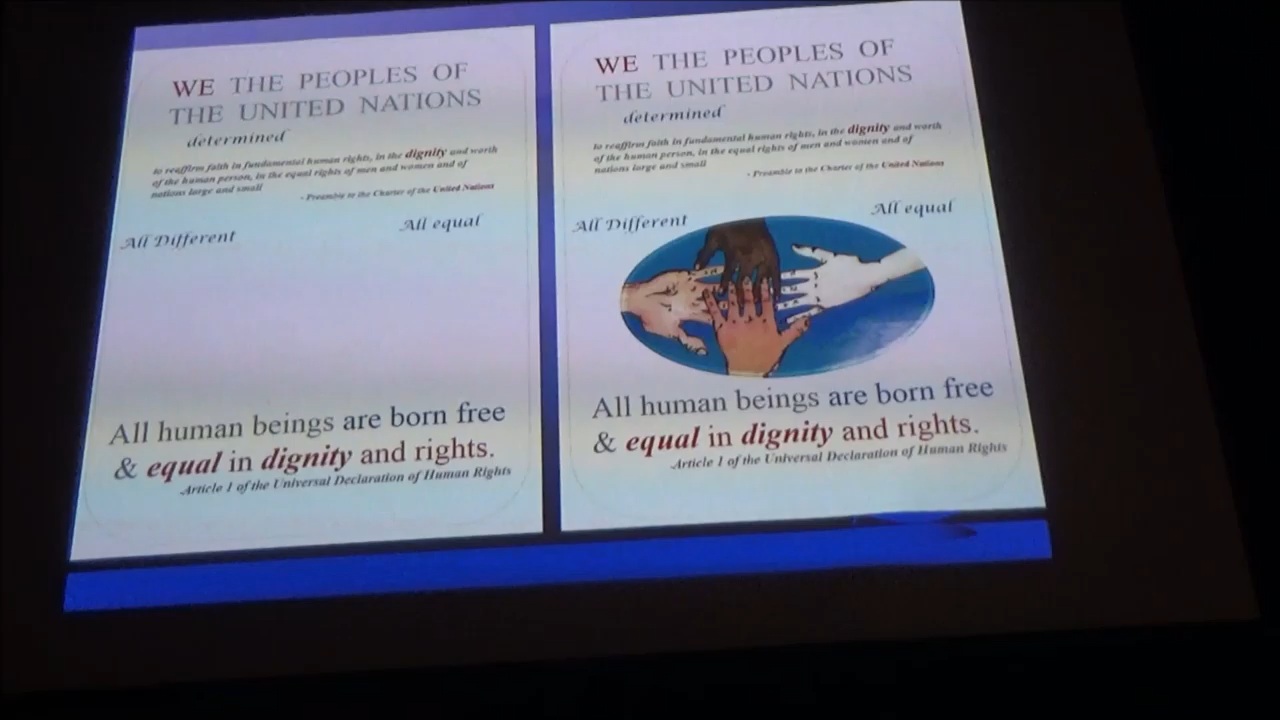 WE THE PEOPLES OF
THE UNITED NATIONS
determined
to reaffirm faith in fundamental human rights, in the dignity and worth
of the human person, in the equal rights of men and women and of
nations large and small
- Preamble to the Charter of the United Nations
All Different
All equal
All human beings are born free
& equal in dignity and rights.
Article 1 of the Universal Declaration of Human Rights
WE THE PEOPLES OF
THE UNITED NATIONS
determined
to reaffirm faith in fundamental human rights, in the dignity and worth
of the human person, in the equal rights of men and women and of
nations large and small
- Preamble to the Charter of the United Nations
All Different
All equal
All human beings are born free
& equal in dignity and rights.
Article 1 of the Universal Declaration of Human Rights